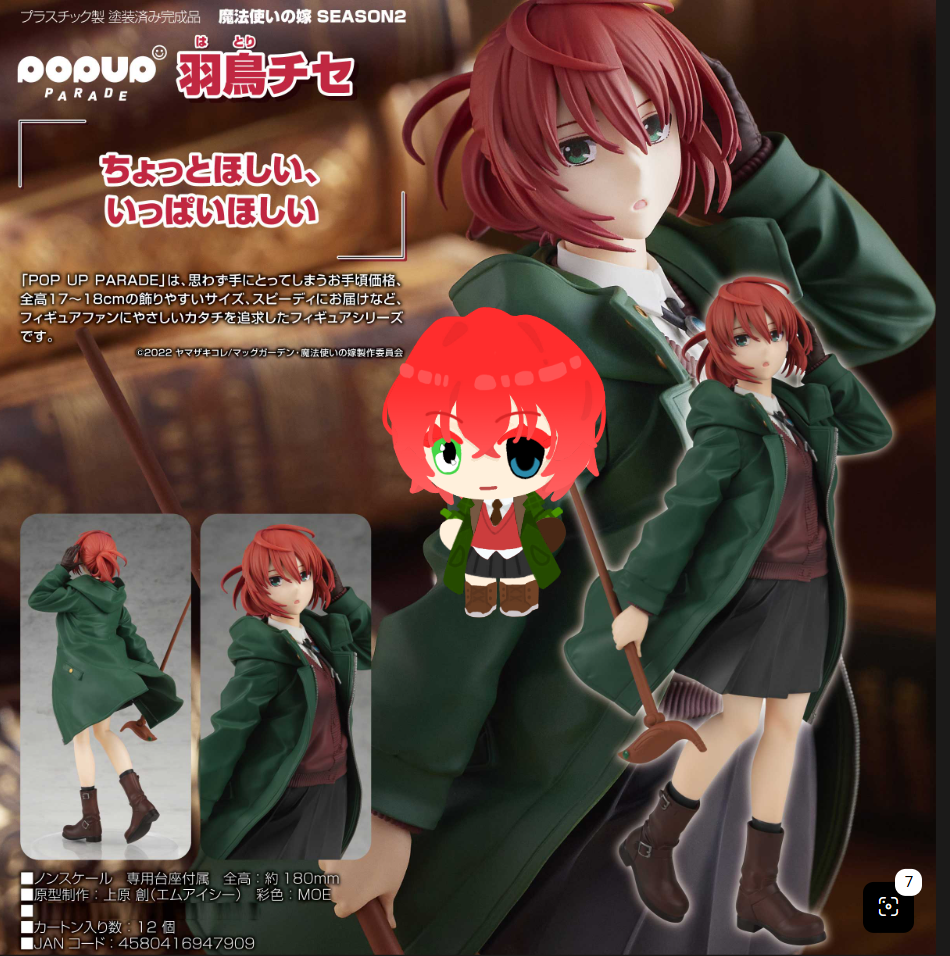 プラスチック製 塗装済み完成品 魔法使いの嫁 SEASON2
POPUP PARADE
は とり
羽鳥チセ
ちょっとほしい、
いっぱいほしい
「POP UP PARADE」は、思わず手にとってしまうお手頃価格、
全高17～18cmの飾りやすいサイズ、スピーディにお届けなど、
フィギュアファンにやさしいカタチを追求したフィギュアシリーズ
です。
©2022 ヤマザキコレ/マッグガーデン・魔法使いの嫁製作委員会
■ノンスケール 専用台座付属 全高：約 180mm
■原型制作：上原 創（エムアイシー） 彩色：MOE
■
■カートン入り数：12 個
■JAN コード：4580416947909
7